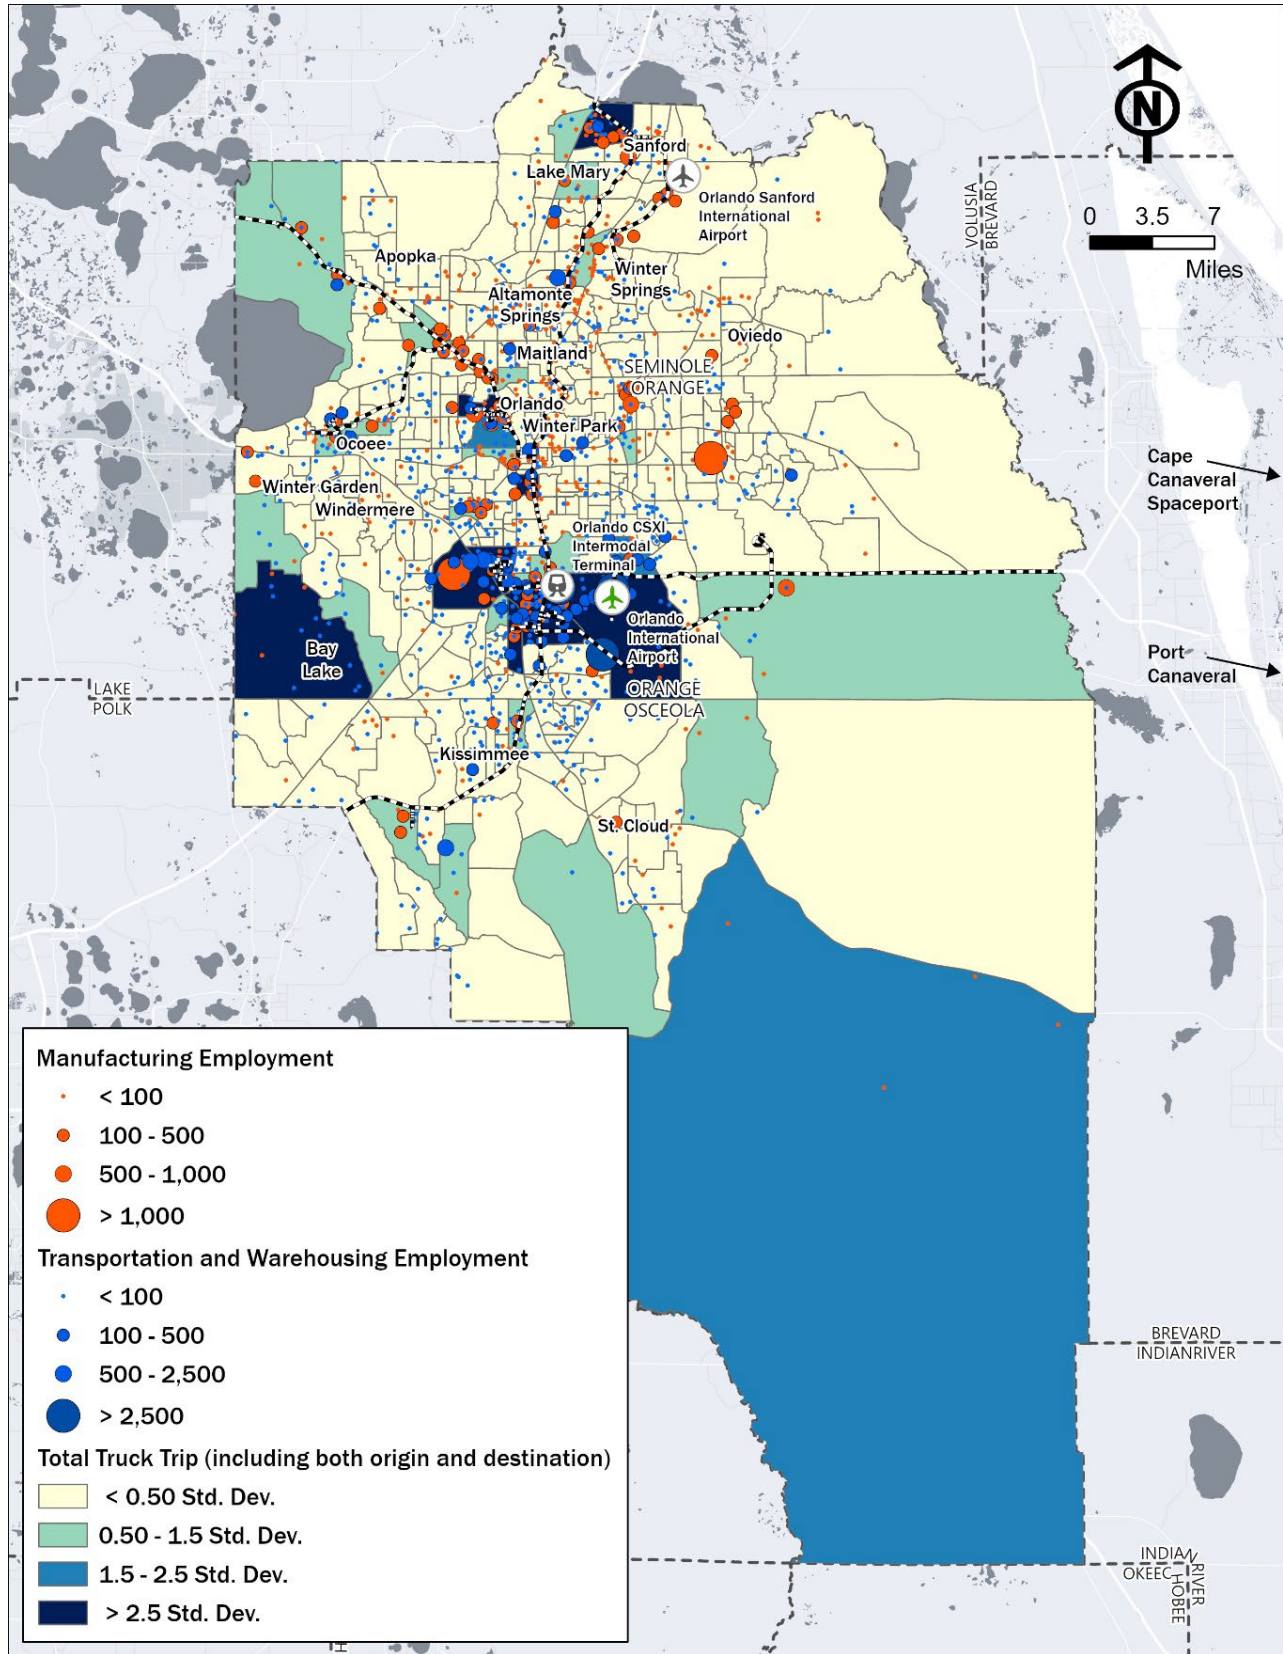 N
0 3.5 7
Miles
VOLUSIA
BREVARD
Sanford
Lake Mary
Orlando Sanford
International
Airport
Apopka
Winter
Springs
Altamonte
Springs
Oviedo
Maitland
SEMINOLE
ORANGE
Orlando
Winter Park
Ocoee
Cape
Canaveral
Spaceport
Winter Garden
Windermere
Orlando CSXI
Intermodal
Terminal
Orlando
International
Airport
Bay
Lake
Port
Canaveral
LAKE
POLK
ORANGE
OSCEOLA
Kissimmee
St. Cloud
Manufacturing Employment
< 100
100 - 500
500 - 1,000
> 1,000
Transportation and Warehousing Employment
< 100
100 - 500
500 - 2,500
> 2,500
Total Truck Trip (including both origin and destination)
< 0.50 Std. Dev.
0.50 - 1.5 Std. Dev.
1.5 - 2.5 Std. Dev.
> 2.5 Std. Dev.
BREVARD
INDIANRIVER
INDIAN RIVER
OKEECHOBEE
H